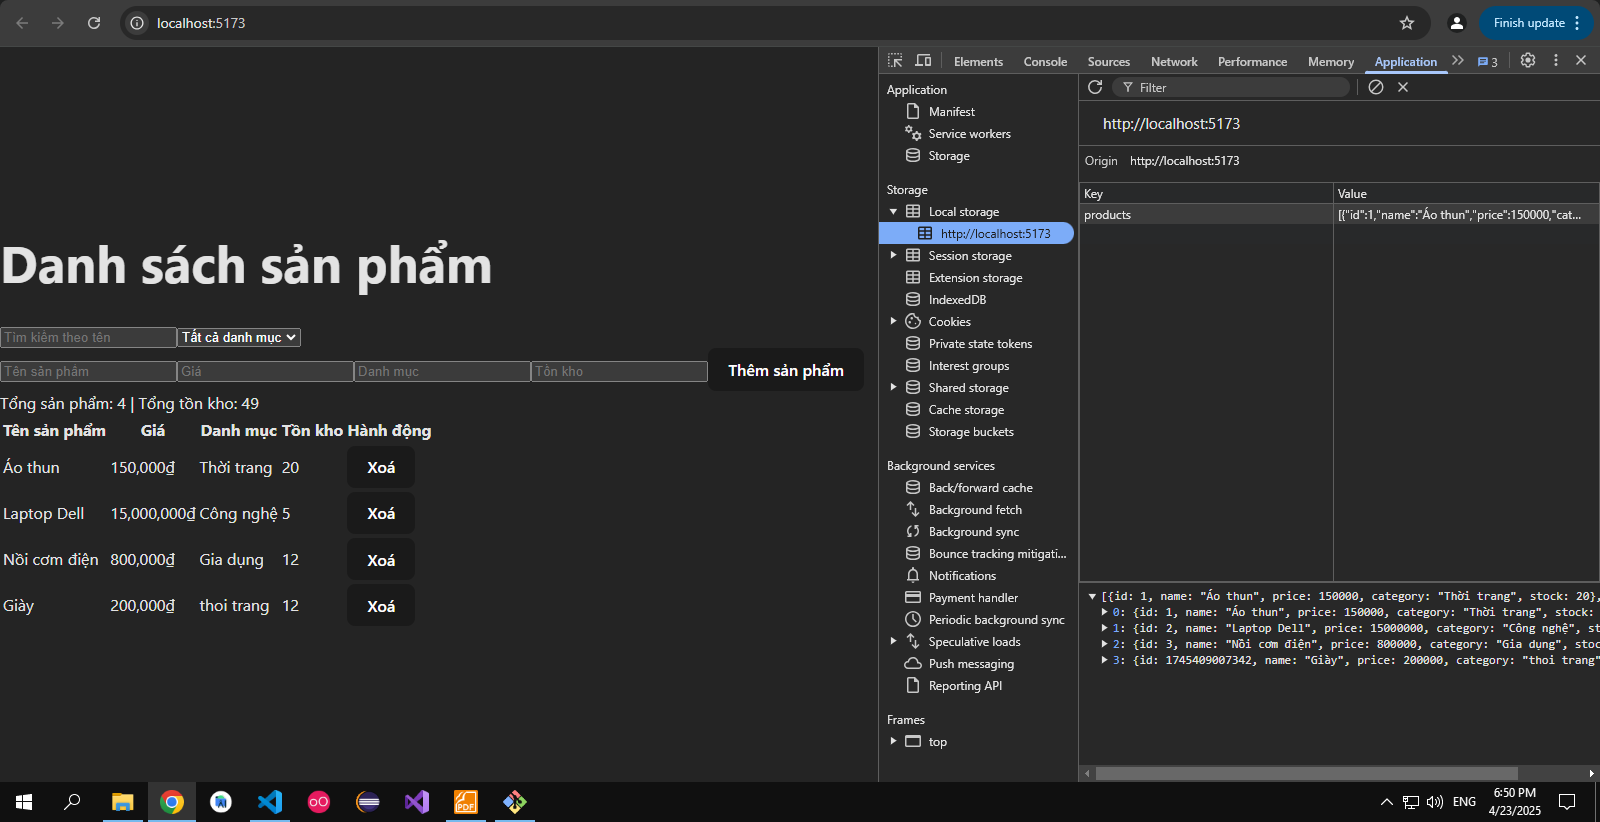 localhost:5173
Finish update
Danh sách sản phẩm
Tìm kiếm theo tên
Tất cả danh mục
Tên sản phẩm Giá Danh mục Tồn kho Thêm sản phẩm
Tổng sản phẩm: 4 | Tổng tồn kho: 49
Tên sản phẩm Giá Danh mục Tồn kho Hành động
Áo thun 150,000₫ Thời trang 20 Xoá
Laptop Dell 15,000,000₫ Công nghệ 5 Xoá
Nồi cơm điện 800,000₫ Gia dụng 12 Xoá
Giày 200,000₫ thoi trang 12 Xoá
Elements Console Sources Network Performance Memory Application 3
Application
Manifest
Service workers
Storage
Storage
Local storage
http://localhost:5173
Session storage
Extension storage
IndexedDB
Cookies
Private state tokens
Interest groups
Shared storage
Cache storage
Storage buckets
Background services
Back/forward cache
Background fetch
Background sync
Bounce tracking mitigati...
Notifications
Payment handler
Periodic background sync
Speculative loads
Push messaging
Reporting API
Frames
top
Filter
http://localhost:5173
Origin http://localhost:5173
Key Value
products [{"id":1,"name":"Áo thun","price":150000,"cat...
[{id: 1, name: "Áo thun", price: 150000, category: "Thời trang", stock: 20},
0: {id: 1, name: "Áo thun", price: 150000, category: "Thời trang", stock:
1: {id: 2, name: "Laptop Dell", price: 15000000, category: "Công nghệ", st
2: {id: 3, name: "Nồi cơm điện", price: 800000, category: "Gia dụng", stoc
3: {id: 1745409007342, name: "Giày", price: 200000, category: "thoi trang"
PDF
ENG
6:50 PM
4/23/2025